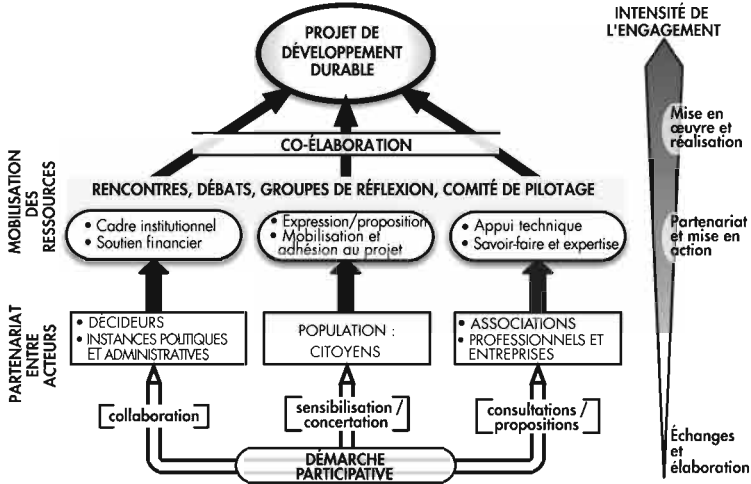 PROJET DE
DÉVELOPPEMENT
DURABLE
INTENSITÉ DE
L'ENGAGEMENT
Mise en
œuvre et
réalisation
CO-ÉLABORATION
MOBILISATION
DES
RESSOURCES
RENCONTRES, DÉBATS, GROUPES DE RÉFLEXION, COMITÉ DE PILOTAGE
• Cadre institutionnel
• Soutien financier
• Expression/proposition
• Mobilisation et
adhésion au projet
• Appui technique
• Savoir-faire et expertise
Partenariat
et mise en
action
PARTENARIAT
ENTRE
ACTEURS
• DÉCIDEURS
• INSTANCES POLITIQUES
ET ADMINISTRATIVES
POPULATION :
CITOYENS
• ASSOCIATIONS
• PROFESSIONNELS ET
ENTREPRISES
[collaboration]
[sensibilisation /
concertation]
[consultations /
propositions]
Échanges
et
élaboration
DÉMARCHE
PARTICIPATIVE